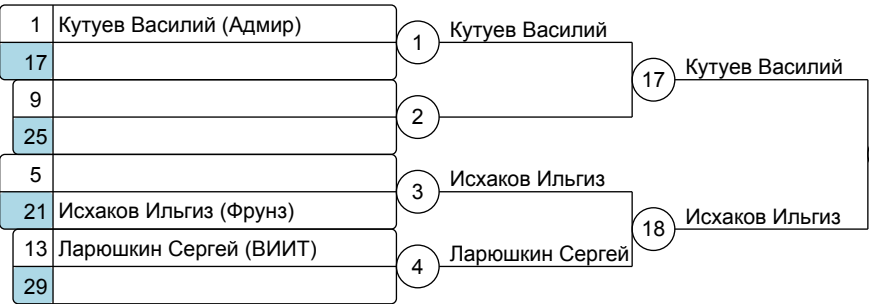 1 Кутуев Василий (Адмир)
17
9
25
5
21 Исхаков Ильгиз (Фрунз)
13 Ларюшкин Сергей (ВИИТ)
29
1 Кутуев Василий
2
3 Исхаков Ильгиз
4 Ларюшкин Сергей
17 Кутуев Василий
18 Исхаков Ильгиз